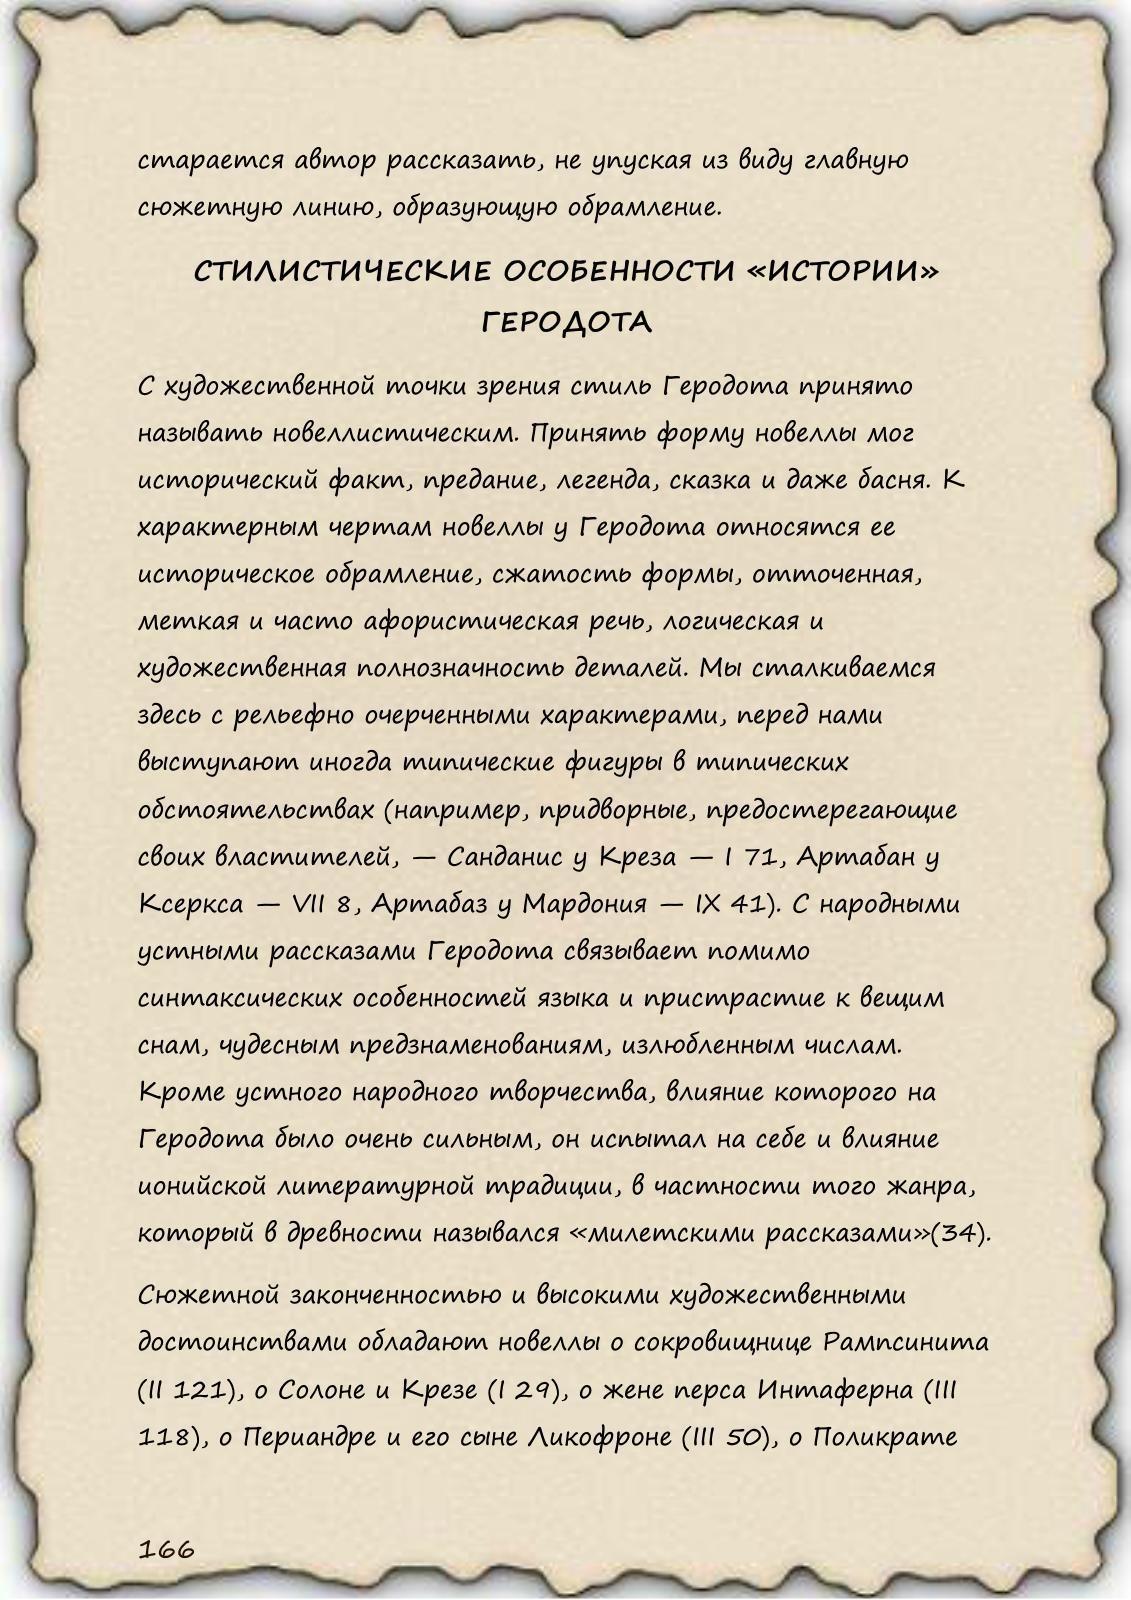 старается автор рассказать, не упуская из виду главную
сюжетную линию, образующую обрамление.
СТИЛИСТИЧЕСКИЕ ОСОБЕННОСТИ «ИСТОРИИ»
ГЕРОДОТА
С художественной точки зрения стиль Геродота принято
называть новеллистическим. Принять форму новеллы мог
исторический факт, предание, легенда, сказка и даже басня. К
характерным чертам новеллы у Геродота относятся ее
историческое обрамление, сжатость формы, отточенная,
меткая и часто афористическая речь, логическая и
художественная полнозначность деталей. Мы сталкиваемся
здесь с рельефно очерченными характерами, перед нами
выступают иногда типические фигуры в типических
обстоятельствах (например, придворные, предостерегающие
своих властителей, — Санданис у Креза — I 71, Артабан у
Ксеркса — VII 8, Артабаз у Мардония — IX 41). С народными
устными рассказами Геродота связывает помимо
синтаксических особенностей языка и пристрастие к вещим
снам, чудесным предзнаменованиям, излюбленным числам.
Кроме устного народного творчества, влияние которого на
Геродота было очень сильным, он испытал на себе и влияние
ионийской литературной традиции, в частности того жанра,
который в древности назывался «милетскими рассказами»(34).
Сюжетной законченностью и высокими художественными
достоинствами обладают новеллы о сокровищнице Рампсинита
(II 121), о Солоне и Крезе (I 29), о жене перса Интаферна (III
118), о Периандре и его сыне Ликофроне (III 50), о Поликрате
166